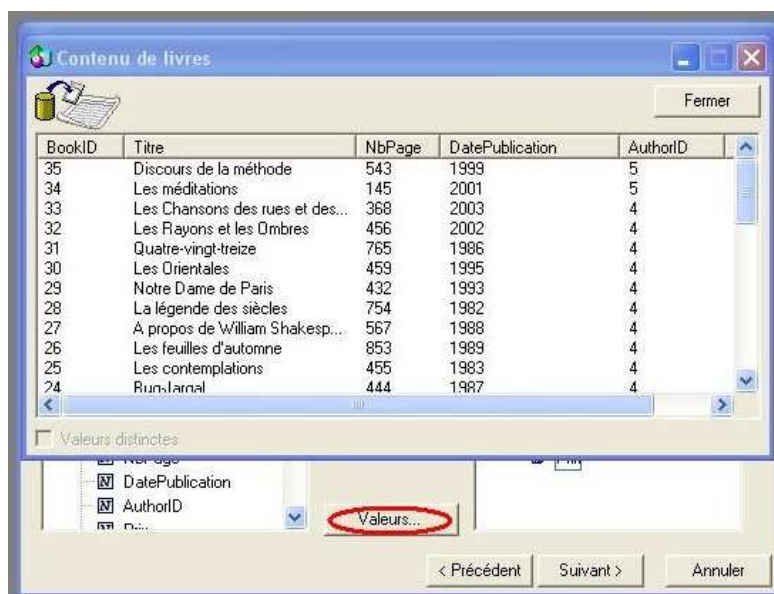 Contenu de livres
Fermer
BookID Titre NbPage DatePublication AuthorID
35 Discours de la méthode 543 1999 5
34 Les méditations 145 2001 5
33 Les Chansons des rues et des... 368 2003 4
32 Les Rayons et les Ombres 456 2002 4
31 Quatre-vingt-treize 765 1986 4
30 Les Orientales 459 1995 4
29 Notre Dame de Paris 432 1993 4
28 La légende des siècles 754 1982 4
27 A propos de William Shakesp... 567 1988 4
26 Les feuilles d'automne 853 1989 4
25 Les contemplations 455 1983 4
24 Bug-Jargal 444 1987 4
Valeurs distinctes
NbPage
DatePublication
AuthorID
Valeurs...
< Précédent Suivant > Annuler